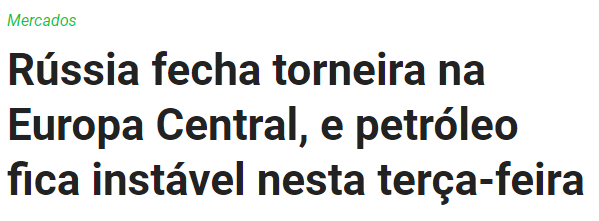 Mercados
Rússia fecha torneira na
Europa Central, e petróleo
fica instável nesta terça-feira